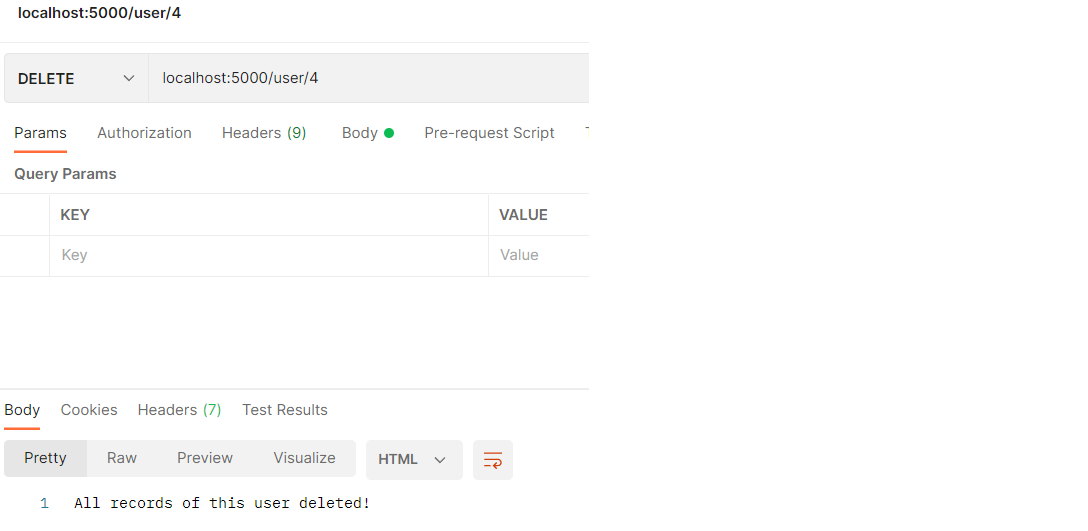 localhost:5000/user/4
DELETE localhost:5000/user/4
Params Authorization Headers (9) Body Pre-request Script
Query Params
KEY VALUE
Key Value
Body Cookies Headers (7) Test Results
Pretty Raw Preview Visualize HTML
1 All records of this user deleted!